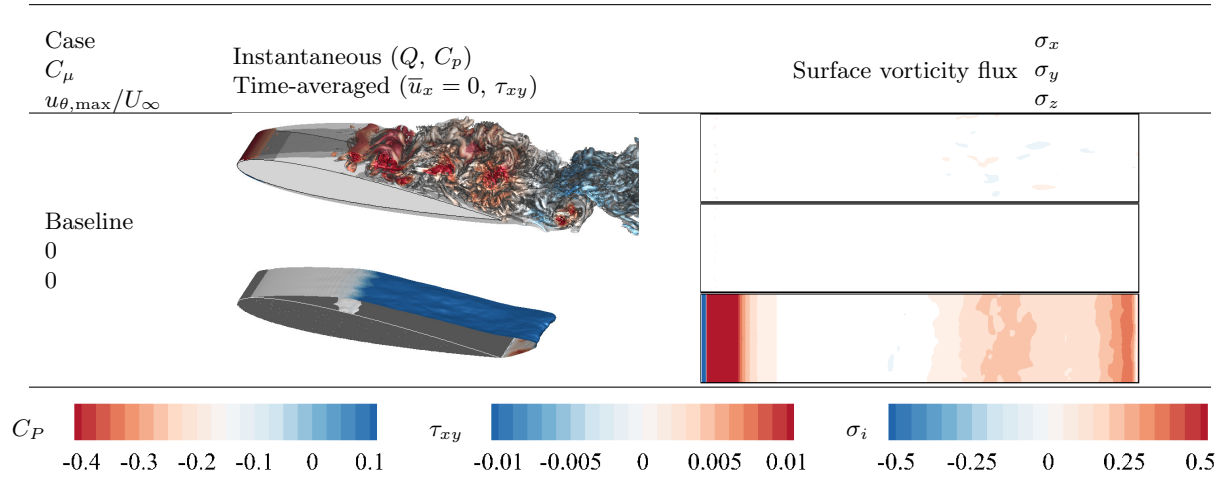 Case
C_μ
u_θ,max/U_∞
Instantaneous (Q, C_p)
Time-averaged (u̅_x = 0, τ_xy)
Surface vorticity flux
σ_x
σ_y
σ_z
Baseline
0
0
C_P
-0.4 -0.3 -0.2 -0.1 0 0.1
τ_xy
-0.01 -0.005 0 0.005 0.01
σ_i
-0.5 -0.25 0 0.25 0.5